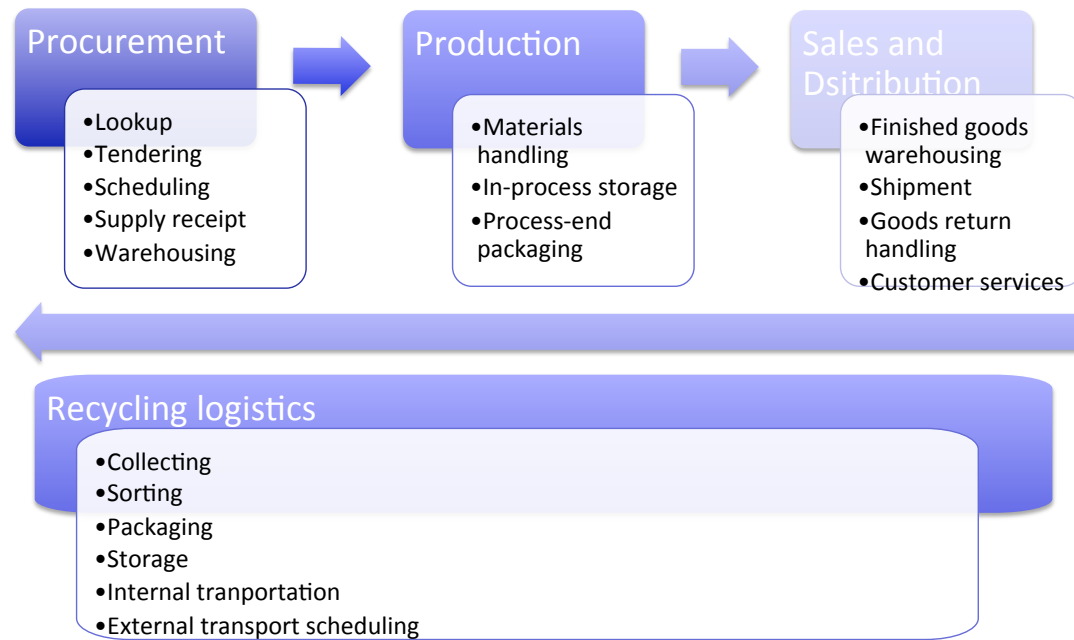 Procurement
•Lookup
•Tendering
•Scheduling
•Supply receipt
•Warehousing
Production
•Materials
handling
•In-process storage
•Process-end
packaging
Sales and
Dsitribution
•Finished goods
warehousing
•Shipment
•Goods return
handling
•Customer services
Recycling logistics
•Collecting
•Sorting
•Packaging
•Storage
•Internal tranportation
•External transport scheduling